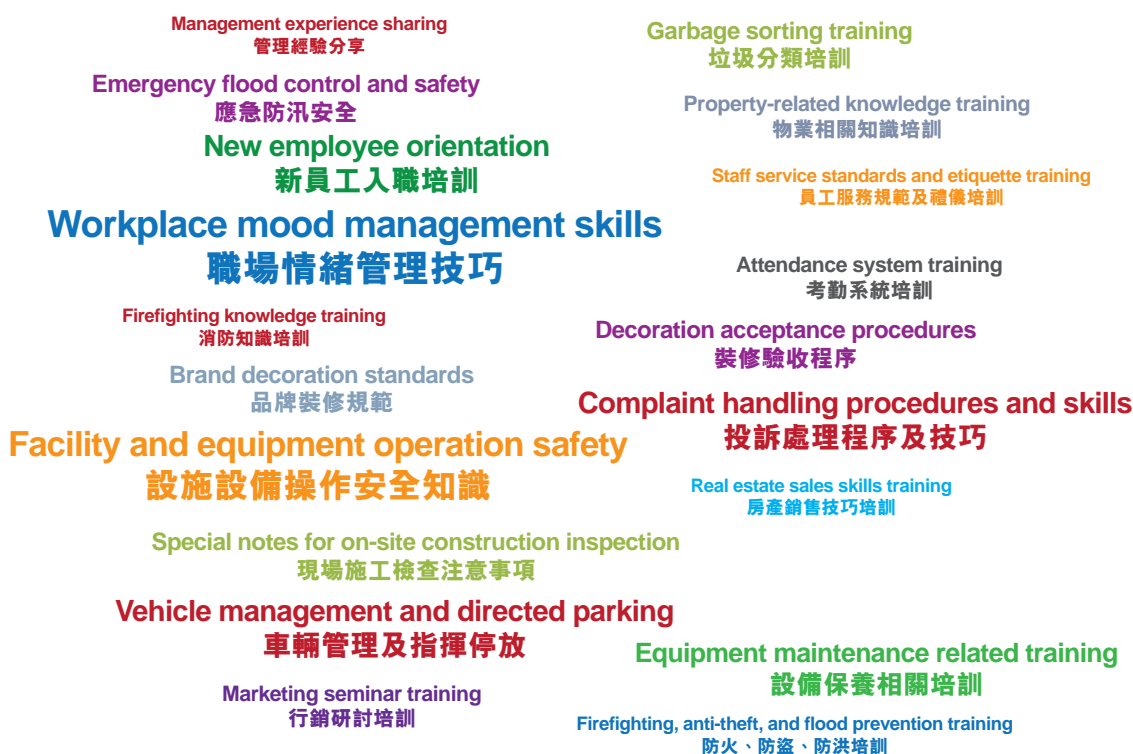 Management experience sharing
管理經驗分享
Emergency flood control and safety
應急防汛安全
New employee orientation
新員工入職培訓
Workplace mood management skills
職場情緒管理技巧
Firefighting knowledge training
消防知識培訓
Brand decoration standards
品牌裝修規範
Facility and equipment operation safety
設施設備操作安全知識
Special notes for on-site construction inspection
現場施工檢查注意事項
Vehicle management and directed parking
車輛管理及指揮停放
Marketing seminar training
行銷研討培訓
Garbage sorting training
垃圾分類培訓
Property-related knowledge training
物業相關知識培訓
Staff service standards and etiquette training
員工服務規範及禮儀培訓
Attendance system training
考勤系統培訓
Decoration acceptance procedures
裝修驗收程序
Complaint handling procedures and skills
投訴處理程序及技巧
Real estate sales skills training
房產銷售技巧培訓
Equipment maintenance related training
設備保養相關培訓
Firefighting, anti-theft, and flood prevention training
防火、防盜、防洪培訓